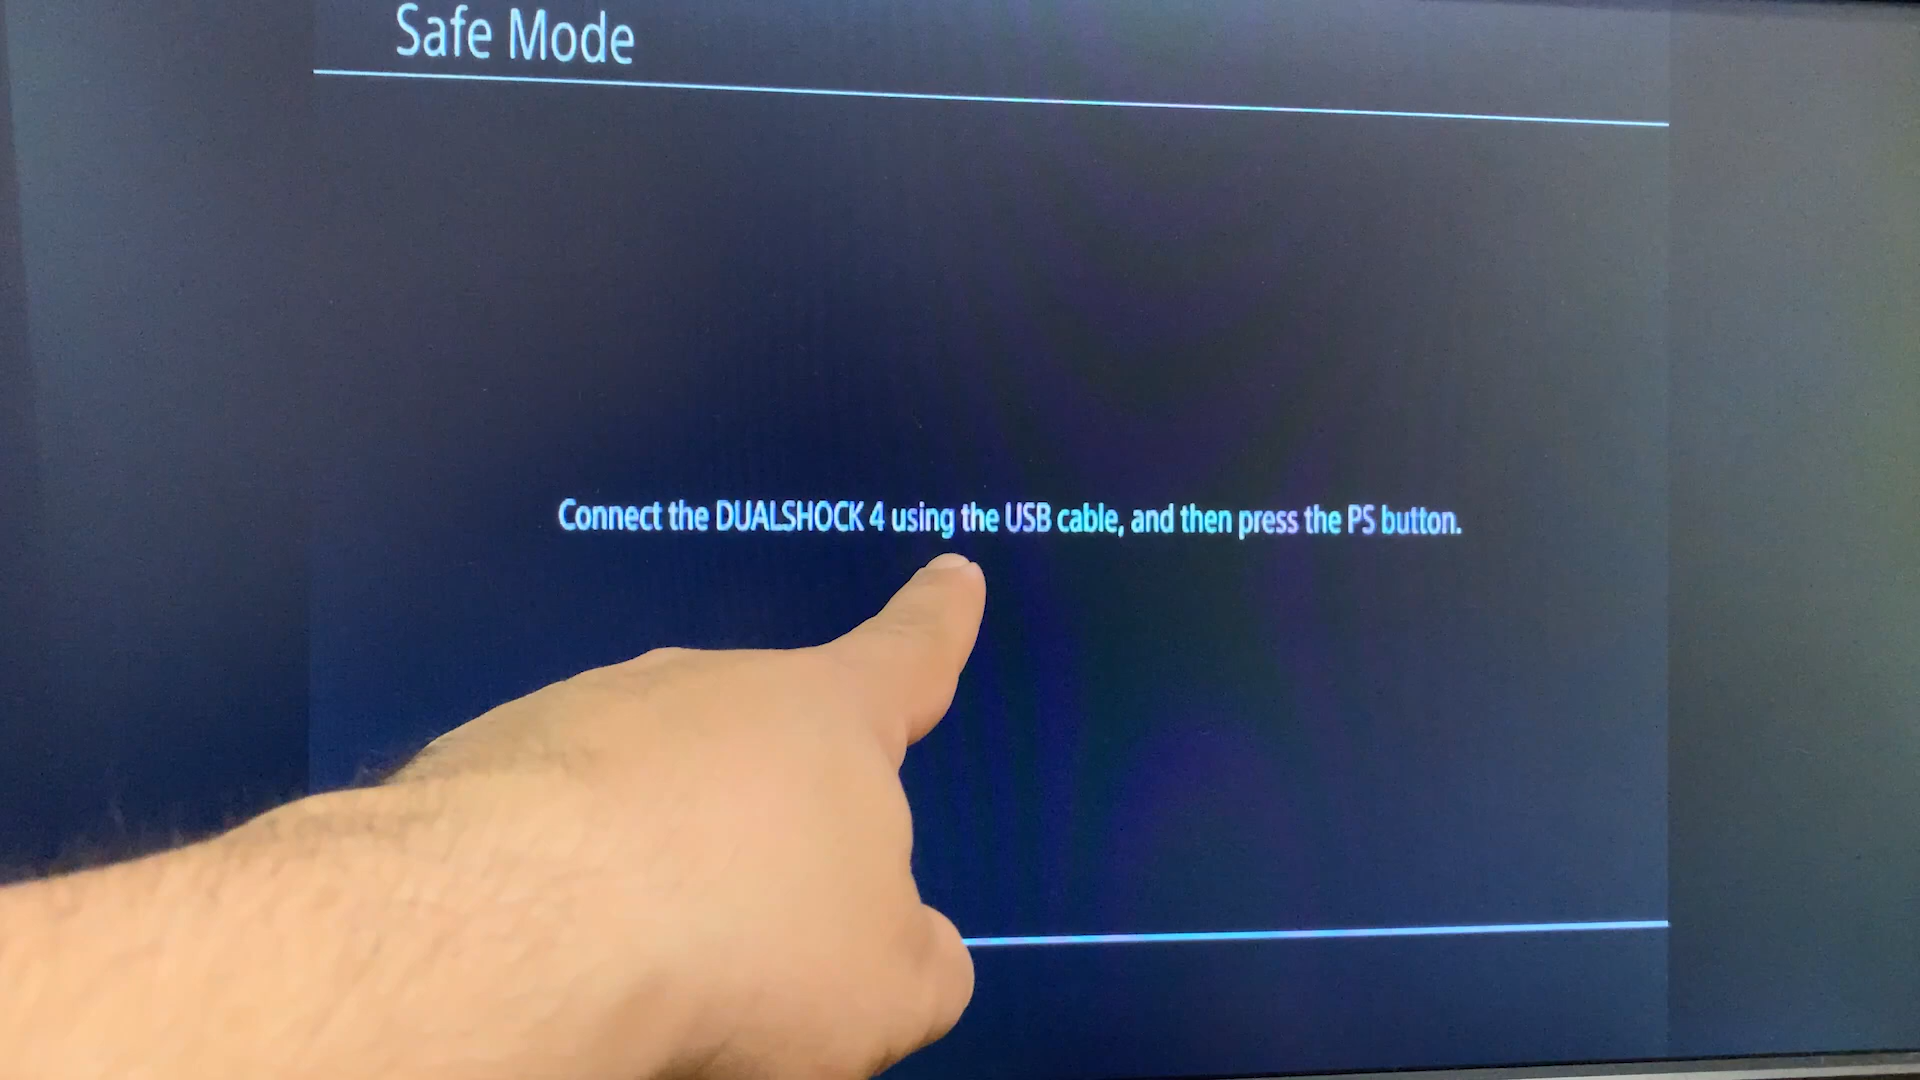 Safe Mode
Connect the DUALSHOCK 4 using the USB cable, and then press the PS button.